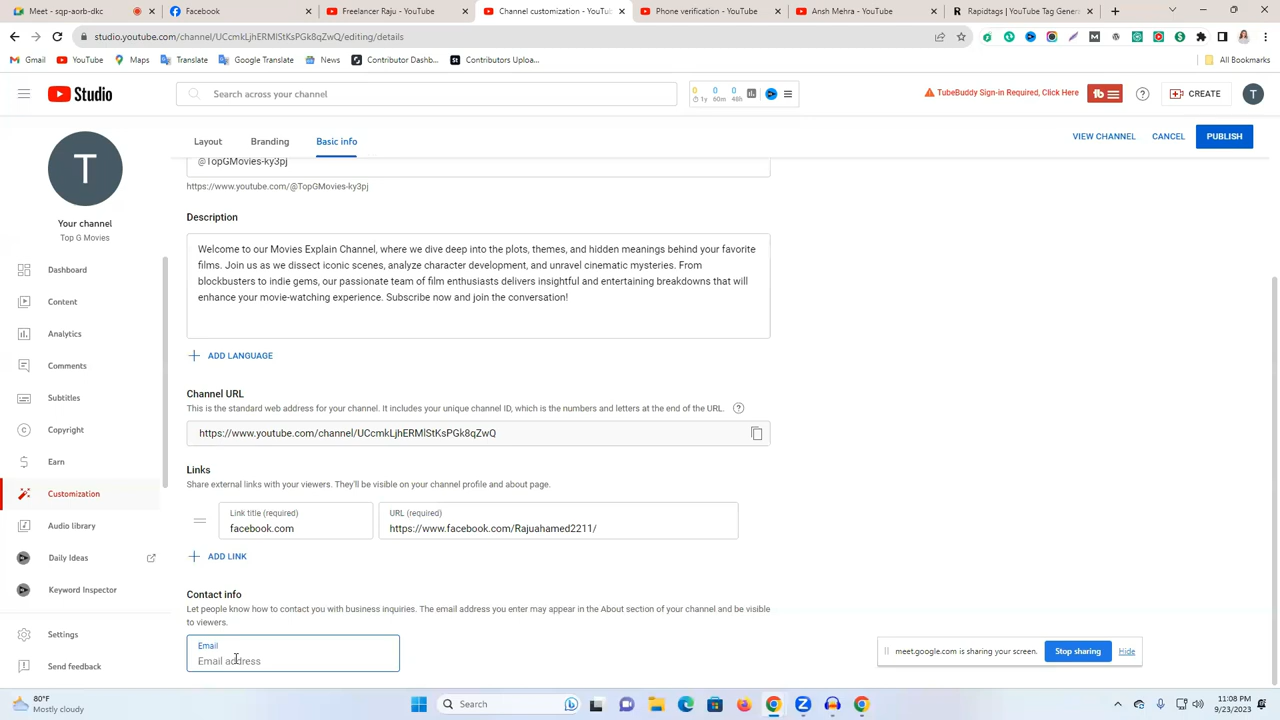 Meet - sqp-aorb-dkc
Facebook
Freelancer Raju - YouTube
Channel customization - YouTu
Phone verification - YouTube
Ansh Mehra - YouTube
Rapidtags | YouTube Tag Gener
studio.youtube.com/channel/UCcmkLjhERMlStKsPGk8qZwQ/editing/details
Gmail
YouTube
Maps
Translate
Google Translate
News
Contributor Dashb...
Contributor Uploa...
All Bookmarks
Studio
Search across your channel
0 0 0
1y 60m 48h
TubeBuddy Sign-in Required, Click Here
tb
CREATE
T
T
Your channel
Top G Movies
Dashboard
Content
Analytics
Comments
Subtitles
Copyright
Earn
Customization
Audio library
Daily Ideas
Keyword Inspector
Settings
Send feedback
Layout
Branding
Basic info
VIEW CHANNEL
CANCEL
PUBLISH
@TopGMovies-ky3pj
https://www.youtube.com/@TopGMovies-ky3pj
Description
Welcome to our Movies Explain Channel, where we dive deep into the plots, themes, and hidden meanings behind your favorite
films. Join us as we dissect iconic scenes, analyze character development, and unravel cinematic mysteries. From
blockbusters to indie gems, our passionate team of film enthusiasts delivers insightful and entertaining breakdowns that will
enhance your movie-watching experience. Subscribe now and join the conversation!
ADD LANGUAGE
Channel URL
This is the standard web address for your channel. It includes your unique channel ID, which is the numbers and letters at the end of the URL.
https://www.youtube.com/channel/UCcmkLjhERMlStKsPGk8qZwQ
Links
Share external links with your viewers. They'll be visible on your channel profile and about page.
Link title (required)
facebook.com
URL (required)
https://www.facebook.com/Rajuahamed2211/
ADD LINK
Contact info
Let people know how to contact you with business inquiries. The email address you enter may appear in the About section of your channel and be visible
to viewers.
Email
Email address
meet.google.com is sharing your screen.
Stop sharing
Hide
80°F
Mostly cloudy
Search
11:08 PM
9/23/2023